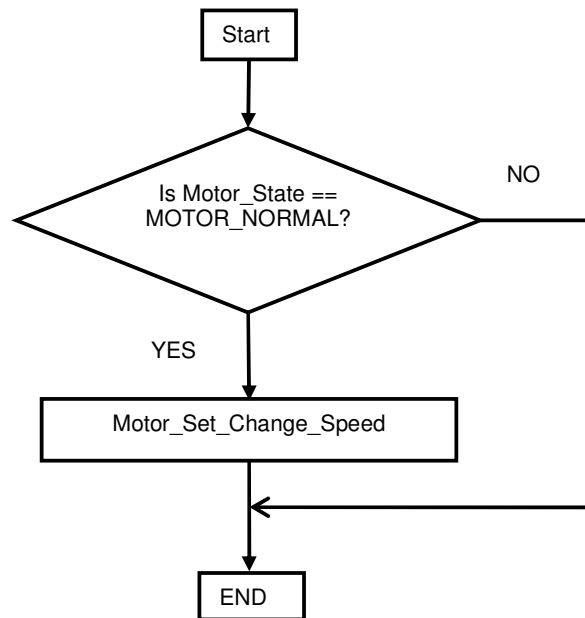 Start
Is Motor_State ==
MOTOR_NORMAL?
NO
YES
Motor_Set_Change_Speed
END